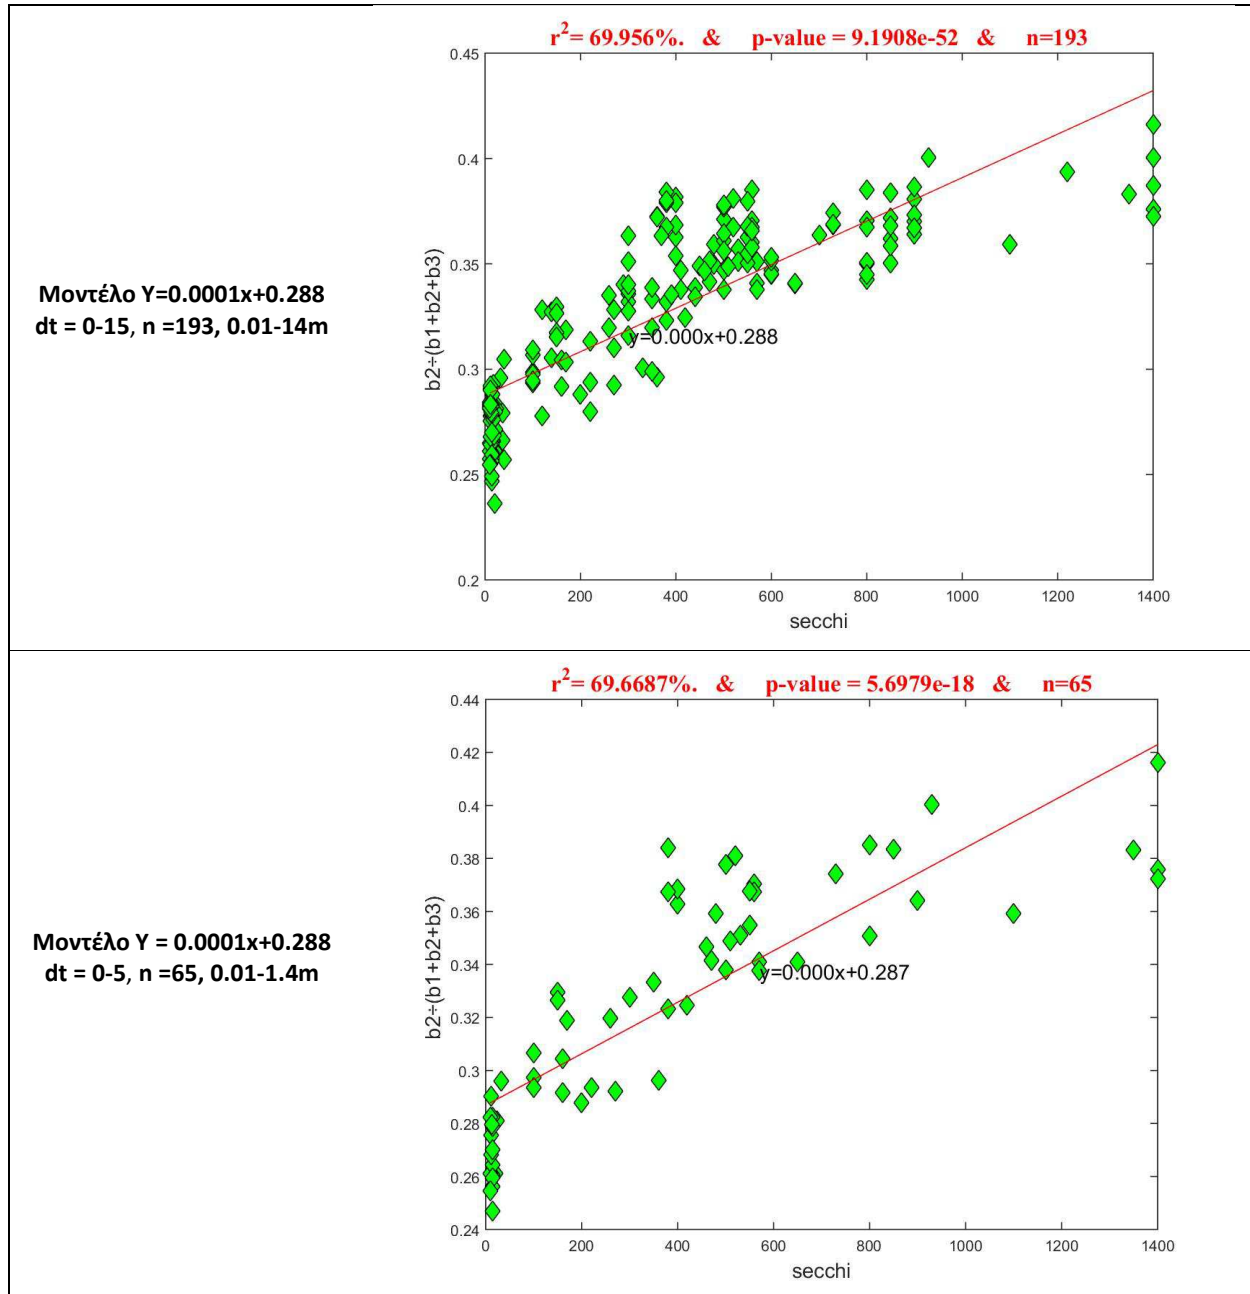 r²= 69.956%. & p-value = 9.1908e-52 & n=193
Μοντέλο Y=0.0001x+0.288
dt = 0-15, n =193, 0.01-14m
b2÷(b1+b2+b3)
0.45
0.4
0.35
0.3
0.25
0.2
y=0.000x+0.288
0 200 400 600 800 1000 1200 1400
secchi
r²= 69.6687%. & p-value = 5.6979e-18 & n=65
Μοντέλο Y = 0.0001x+0.288
dt = 0-5, n =65, 0.01-1.4m
b2÷(b1+b2+b3)
0.44
0.42
0.4
0.38
0.36
0.34
0.32
0.3
0.28
0.26
0.24
y=0.000x+0.287
0 200 400 600 800 1000 1200 1400
secchi